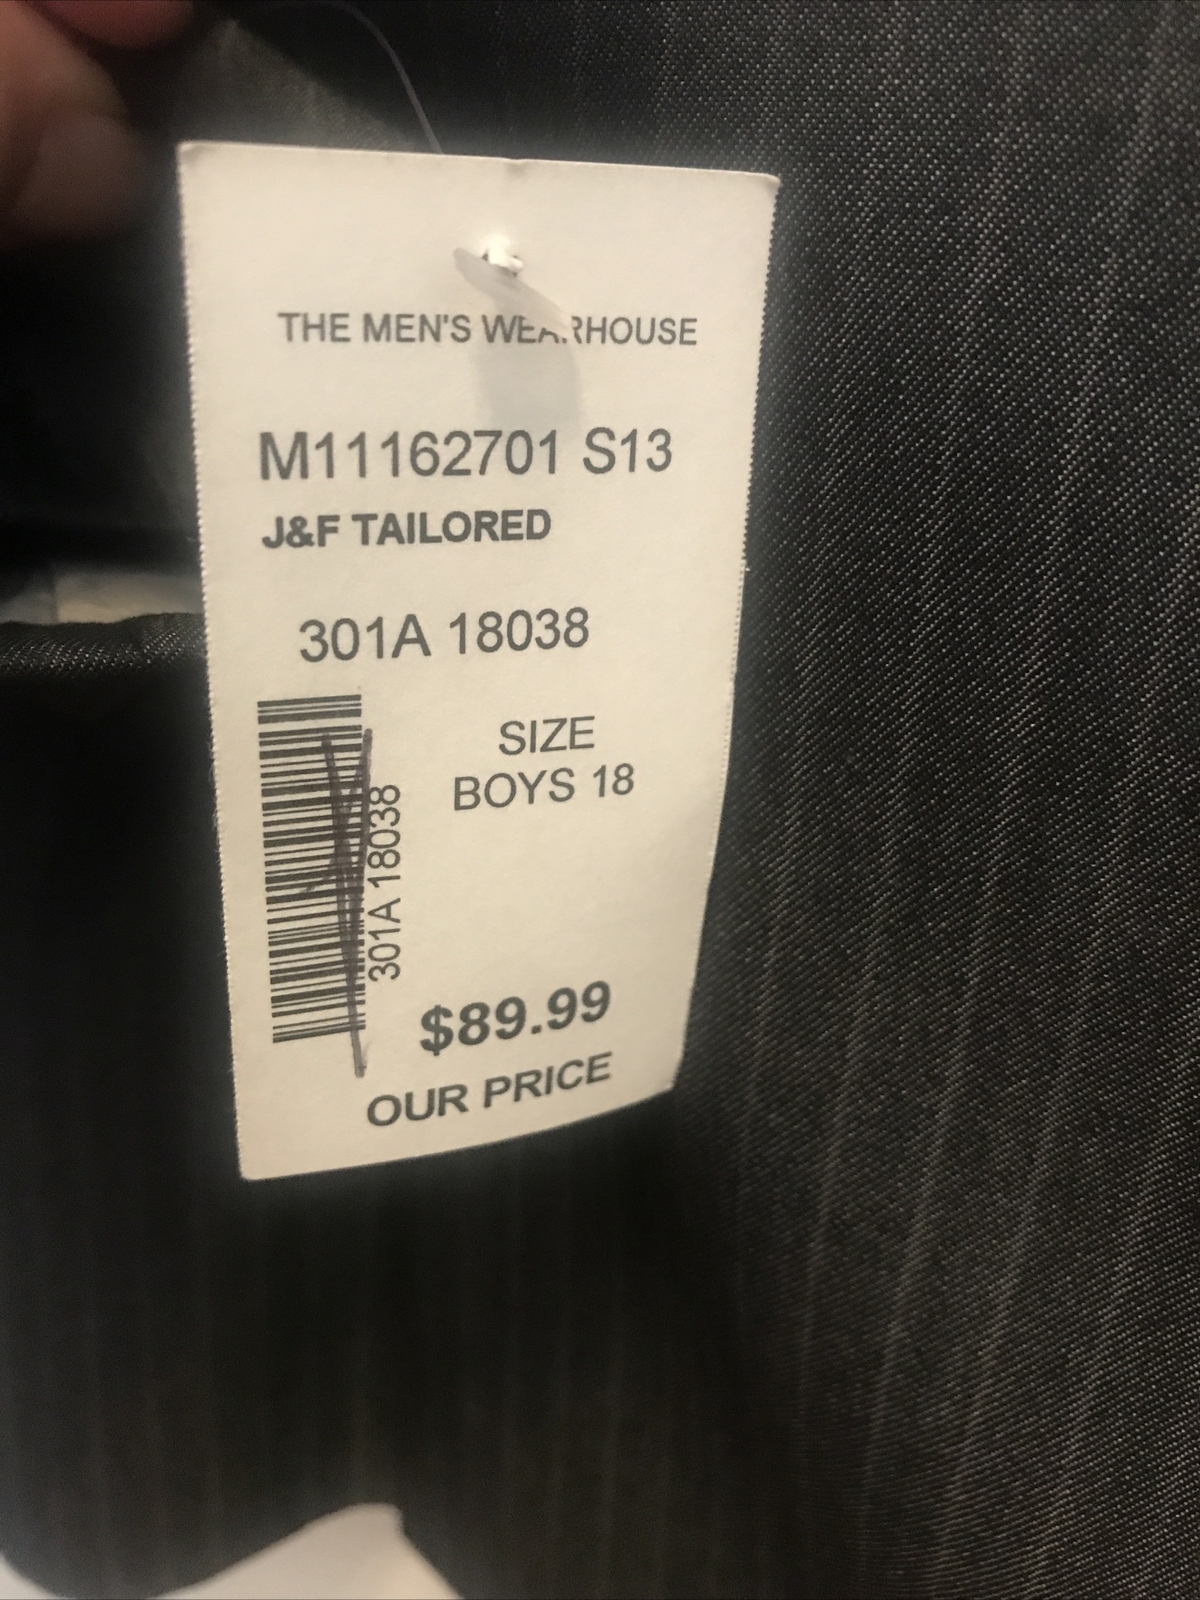 THE MEN'S WEARHOUSE
M11162701 S13
J&F TAILORED
301A 18038
SIZE
BOYS 18
301A 18038
$89.99
OUR PRICE